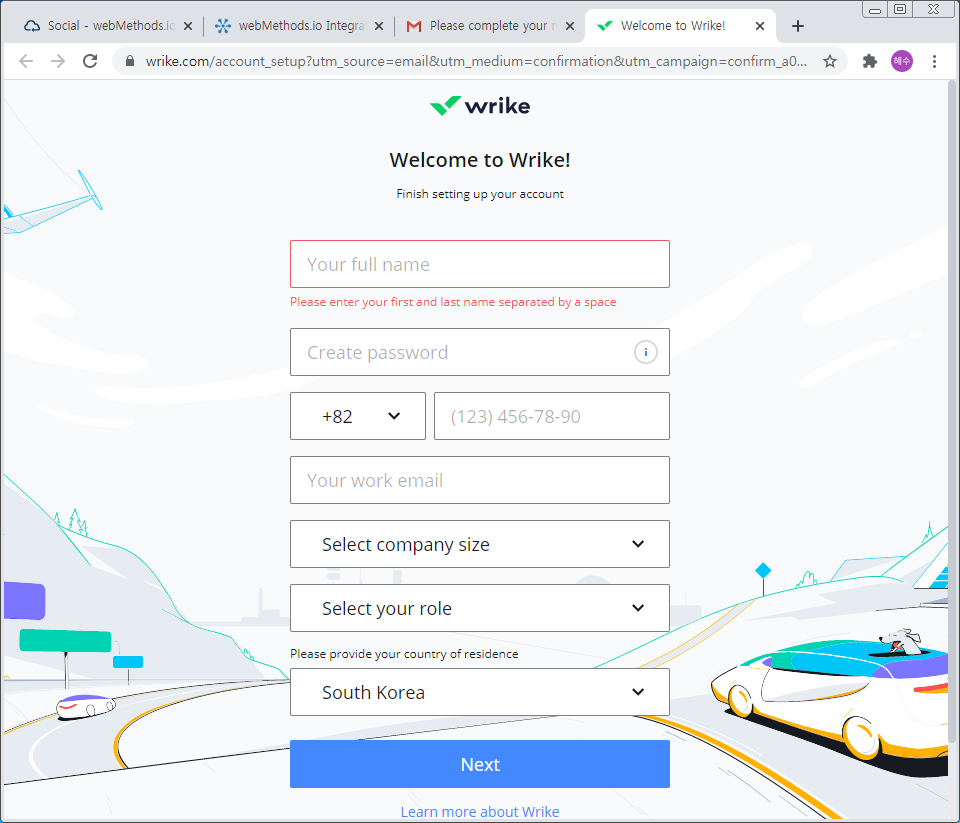 Social - webMethods.io
webMethods.io Integra
Please complete your r
Welcome to Wrike!
wrike.com/account_setup?utm_source=email&utm_medium=confirmation&utm_campaign=confirm_a0...
혜수
wrike
Welcome to Wrike!
Finish setting up your account
Your full name
Please enter your first and last name separated by a space
Create password
i
+82
(123) 456-78-90
Your work email
Select company size
Select your role
Please provide your country of residence
South Korea
Next
Learn more about Wrike